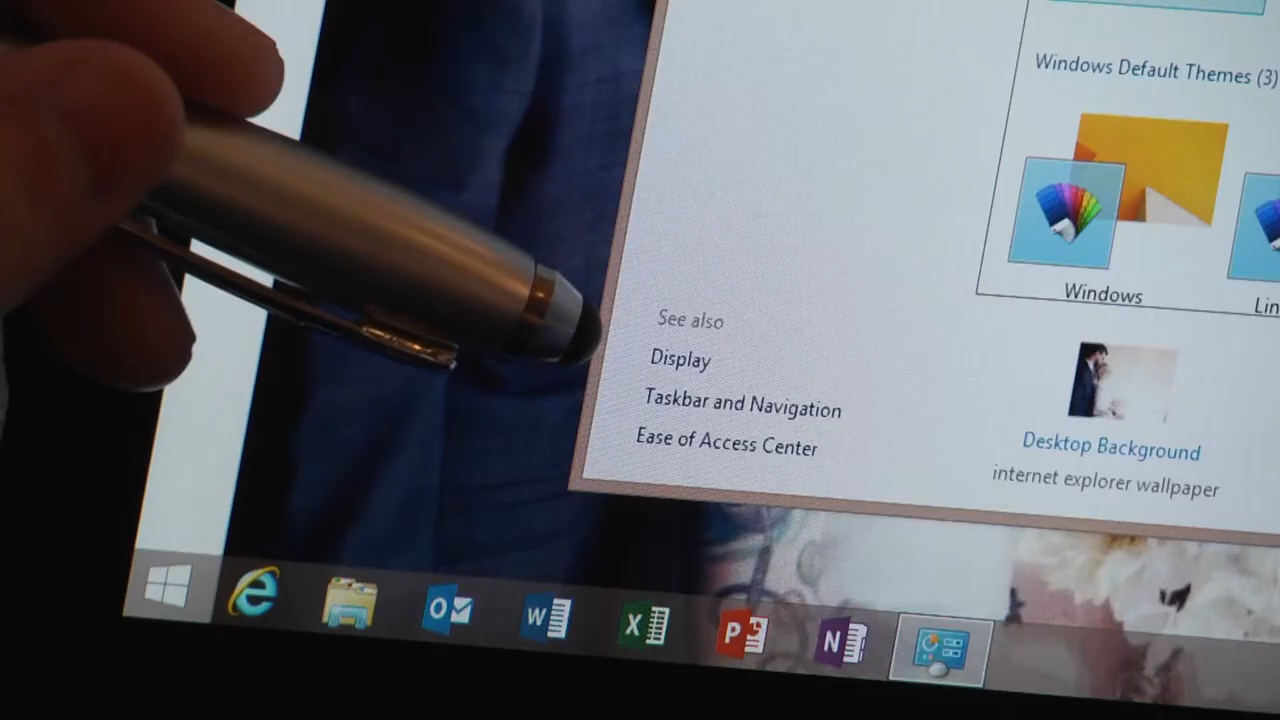 Windows Default Themes (3)
Windows
Lin
See also
Display
Taskbar and Navigation
Ease of Access Center
Desktop Background
internet explorer wallpaper
O
W
X
P
N